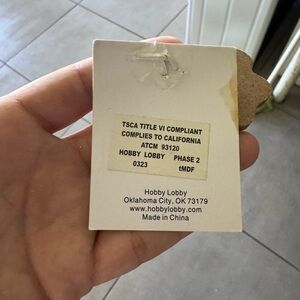 TSCA TITLE VI COMPLIANT
COMPLIES TO CALIFORNIA
ATCM 93120
HOBBY LOBBY PHASE 2
0323 tMDF
Hobby Lobby
Oklahoma City, OK 73179
www.hobbylobby.com
Made in China